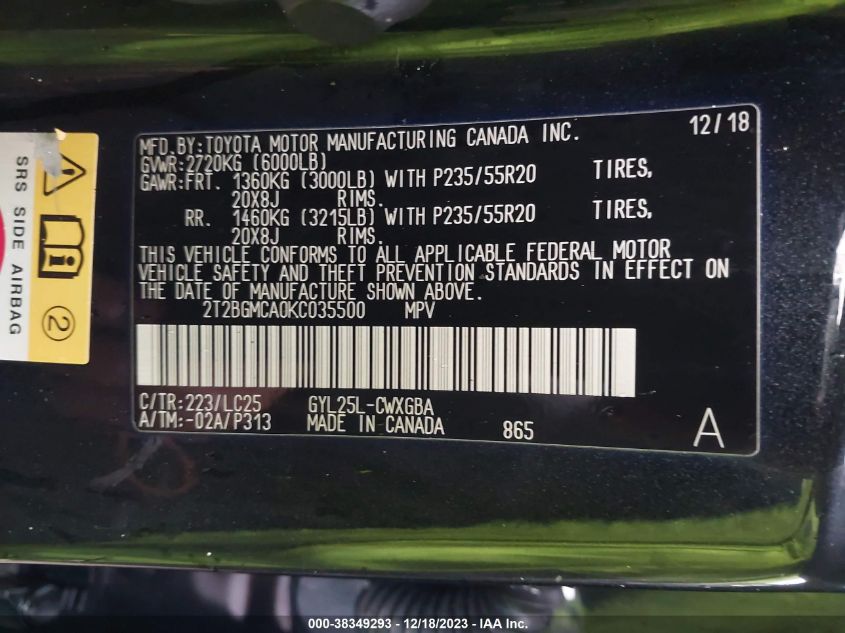 MFD.BY:TOYOTA MOTOR MANUFACTURING CANADA INC. 12/18
GVWR:2720KG (6000LB)
GAWR:FRT. 1360KG (3000LB) WITH P235/55R20 TIRES,
20X8J RIMS.
RR. 1460KG (3215LB) WITH P235/55R20 TIRES,
20X8J RIMS.
THIS VEHICLE CONFORMS TO ALL APPLICABLE FEDERAL MOTOR
VEHICLE SAFETY AND THEFT PREVENTION STANDARDS IN EFFECT ON
THE DATE OF MANUFACTURE SHOWN ABOVE.
2T2BGMCA0KC035500 MPV
C/TR:223/LC25 GYL25L-CWXGBA
A/TM:-02A/P313 MADE IN CANADA 865 A
SRS SIDE AIRBAG
2
000-38349293 - 12/18/2023 - IAA Inc.